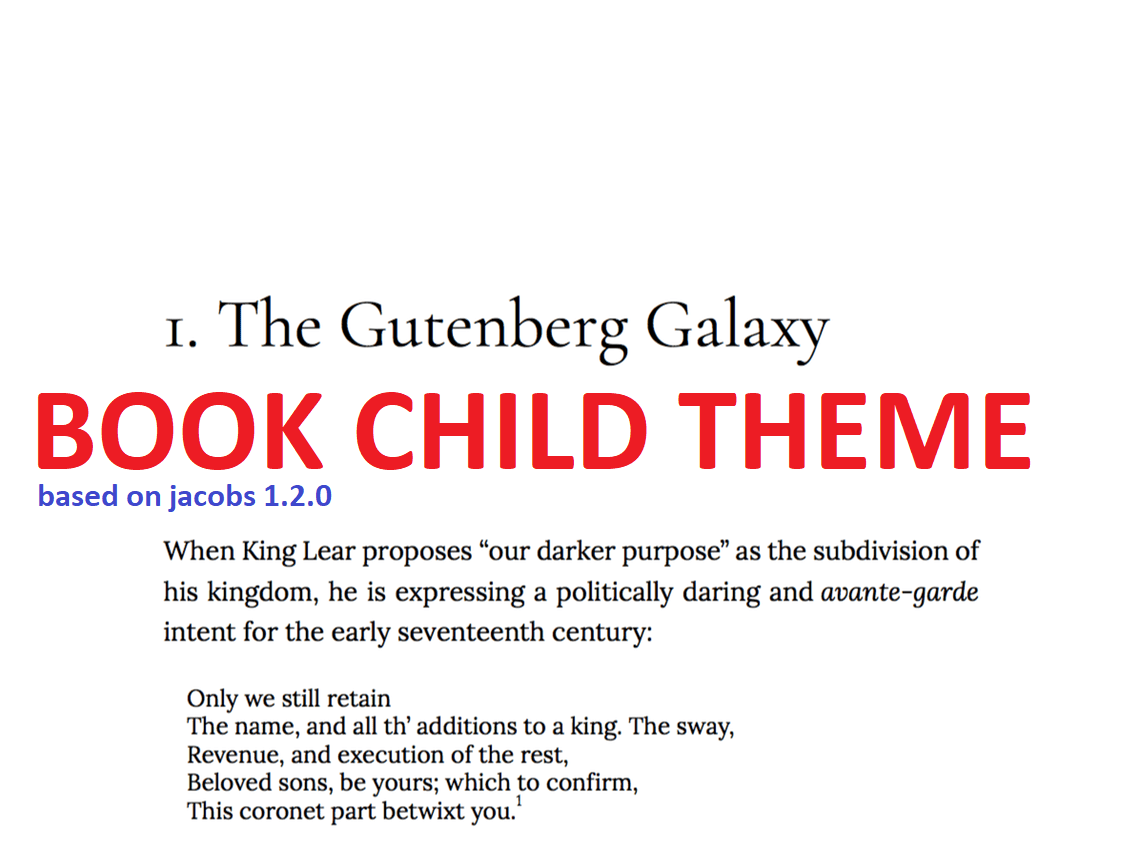 1. The Gutenberg Galaxy
BOOK CHILD THEME
based on jacobs 1.2.0
When King Lear proposes “our darker purpose” as the subdivision of
his kingdom, he is expressing a politically daring and avante-garde
intent for the early seventeenth century:
Only we still retain
The name, and all th’ additions to a king. The sway,
Revenue, and execution of the rest,
Beloved sons, be yours; which to confirm,
This coronet part betwixt you.1